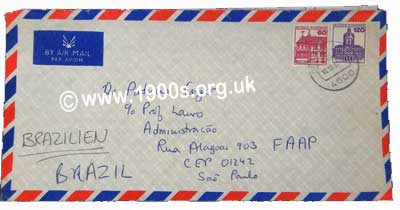 BY AIR MAIL
PAR AVION
60
120
4600
© www.1900s.org.uk
c/o Prof Lauro
Administração
Rua Alagoas 903 FAAP
CEP 01242
São Paulo
BRAZILIEN
BRAZIL